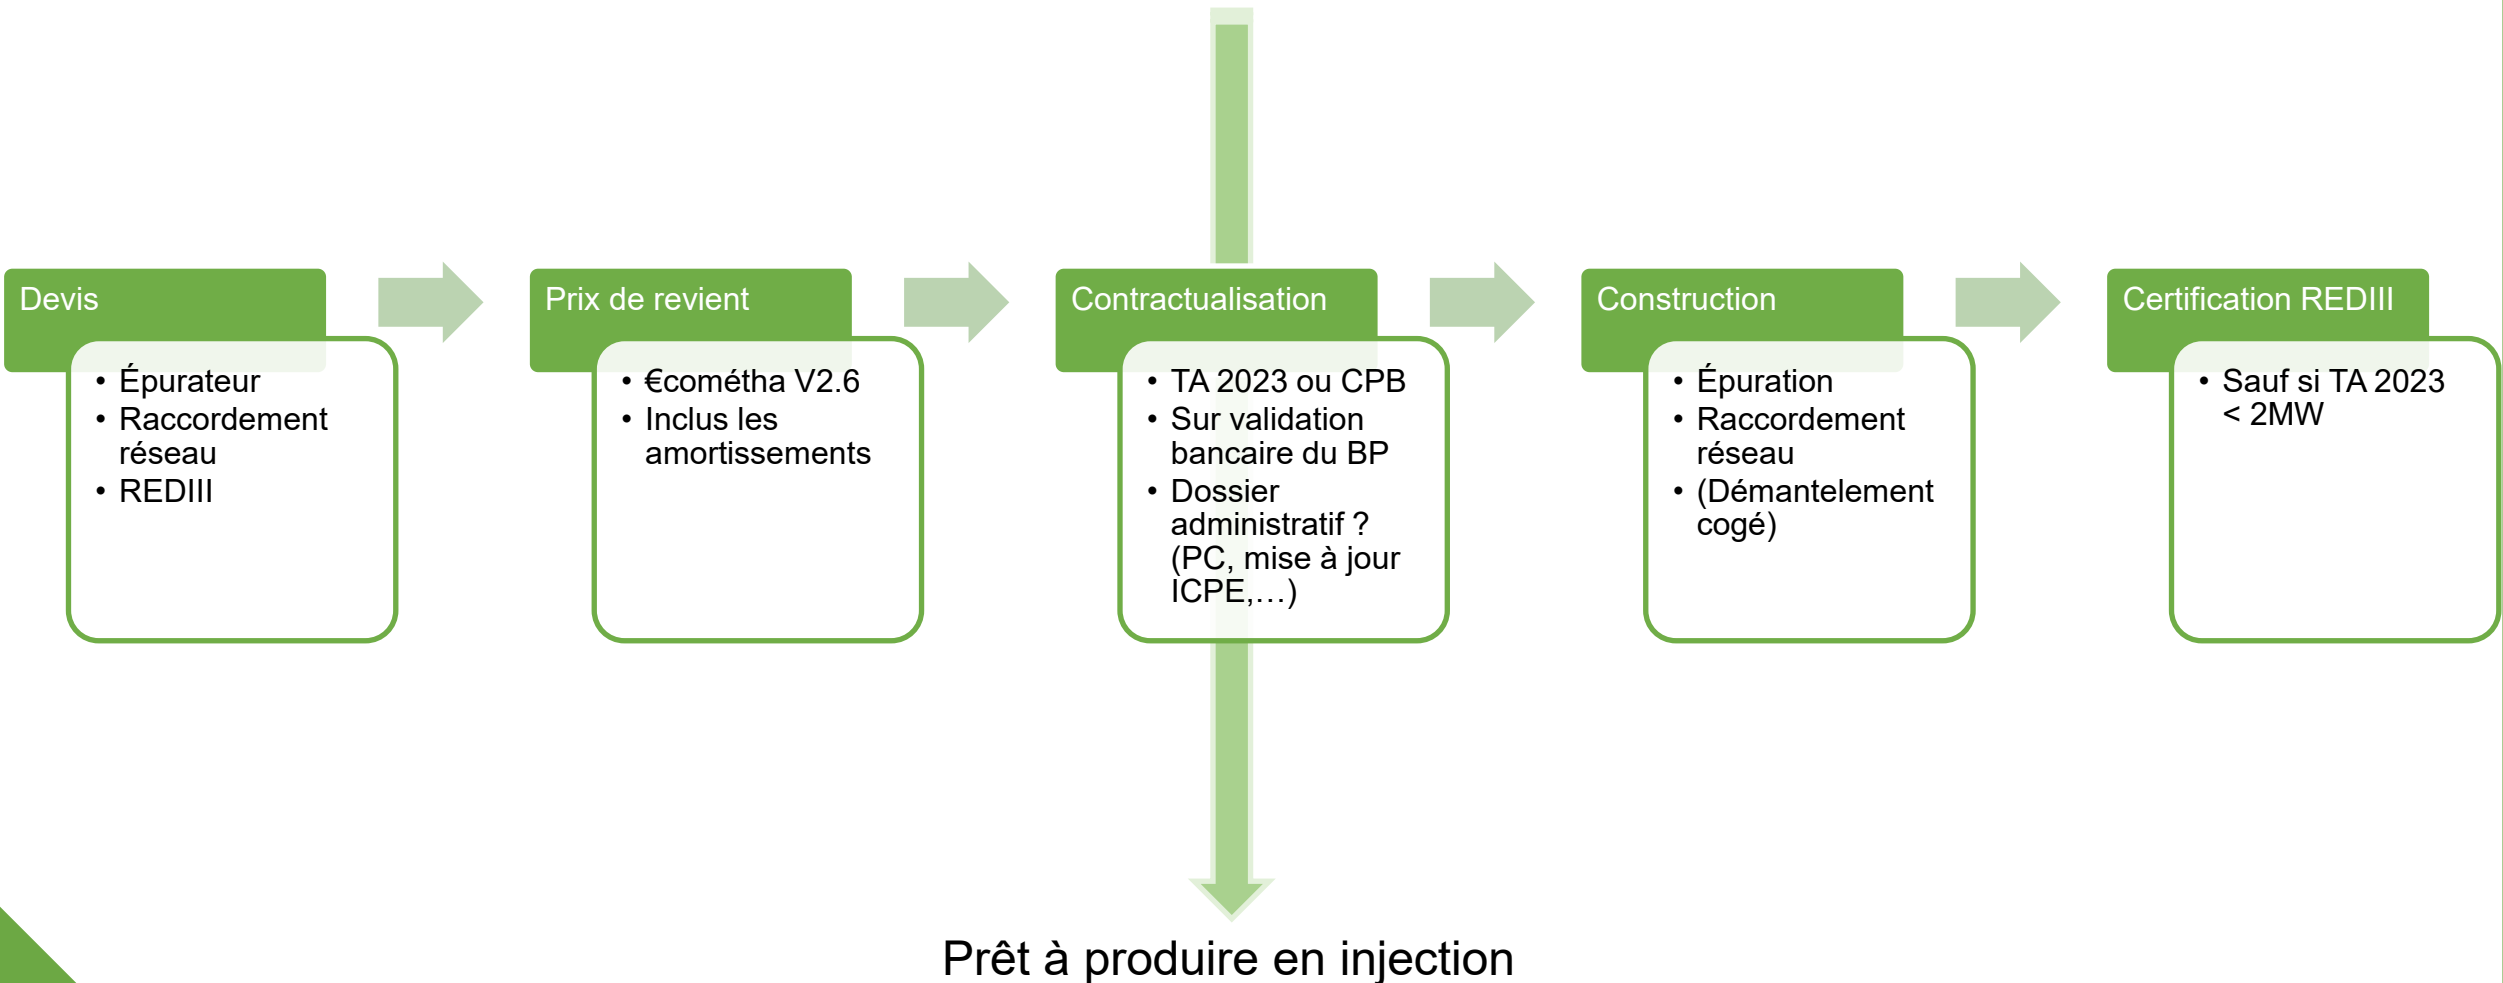 Devis
• Épurateur
• Raccordement
réseau
• REDIII
Prix de revient
• €cométha V2.6
• Inclus les
amortissements
Contractualisation
• TA 2023 ou CPB
• Sur validation
bancaire du BP
• Dossier
administratif ?
(PC, mise à jour
ICPE,…)
Construction
• Épuration
• Raccordement
réseau
• (Démantelement
cogé)
Certification REDIII
• Sauf si TA 2023
< 2MW
Prêt à produire en injection